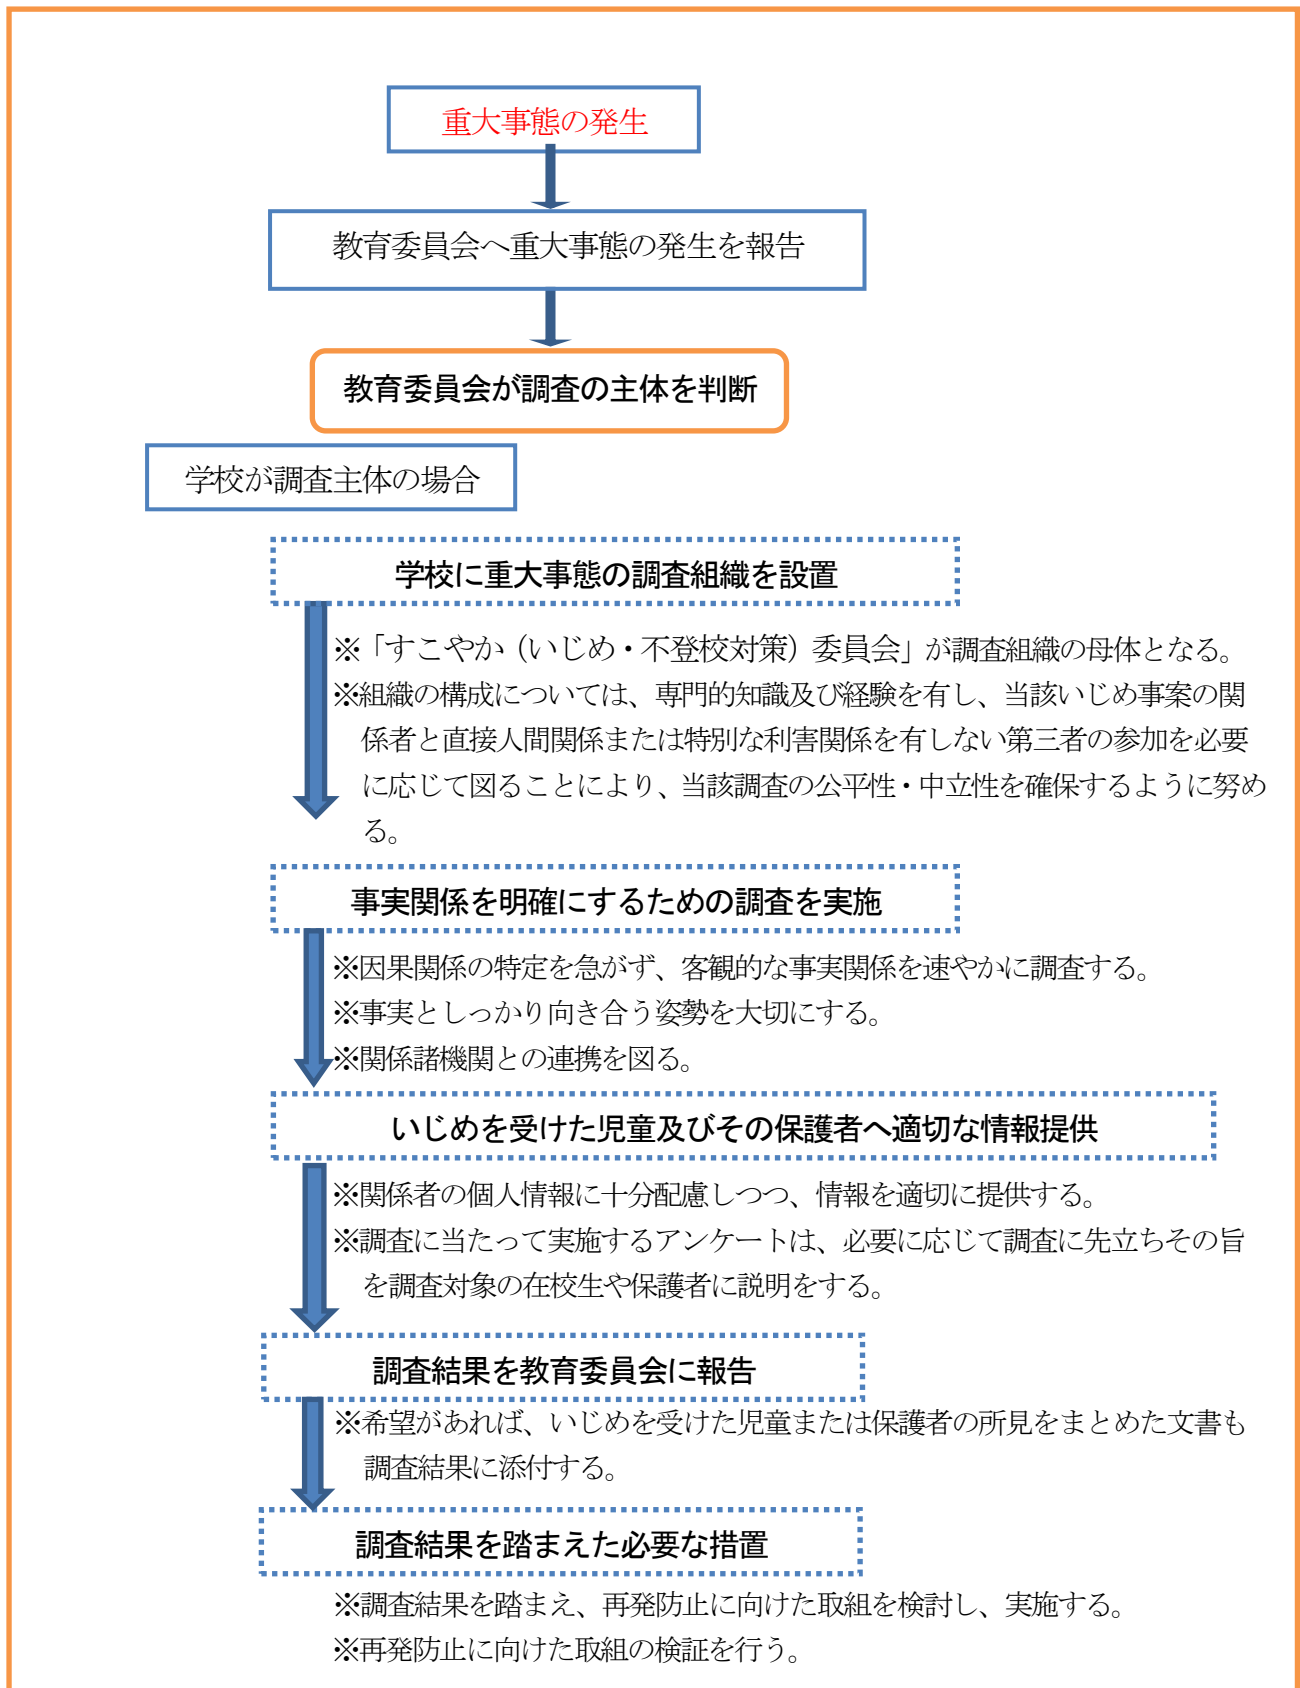 重大事態の発生
教育委員会へ重大事態の発生を報告
教育委員会が調査の主体を判断
学校が調査主体の場合
学校に重大事態の調査組織を設置
※「すこやか（いじめ・不登校対策）委員会」が調査組織の母体となる。
※組織の構成については、専門的知識及び経験を有し、当該いじめ事案の関
係者と直接人間関係または特別な利害関係を有しない第三者の参加を必要
に応じて図ることにより、当該調査の公平性・中立性を確保するように努め
る。
事実関係を明確にするための調査を実施
※因果関係の特定を急がず、客観的な事実関係を速やかに調査する。
※事実としっかり向き合う姿勢を大切にする。
※関係諸機関との連携を図る。
いじめを受けた児童及びその保護者へ適切な情報提供
※関係者の個人情報に十分配慮しつつ、情報を適切に提供する。
※調査に当たって実施するアンケートは、必要に応じて調査に先立ちその旨
を調査対象の在校生や保護者に説明をする。
調査結果を教育委員会に報告
※希望があれば、いじめを受けた児童または保護者の所見をまとめた文書も
調査結果に添付する。
調査結果を踏まえた必要な措置
※調査結果を踏まえ、再発防止に向けた取組を検討し、実施する。
※再発防止に向けた取組の検証を行う。